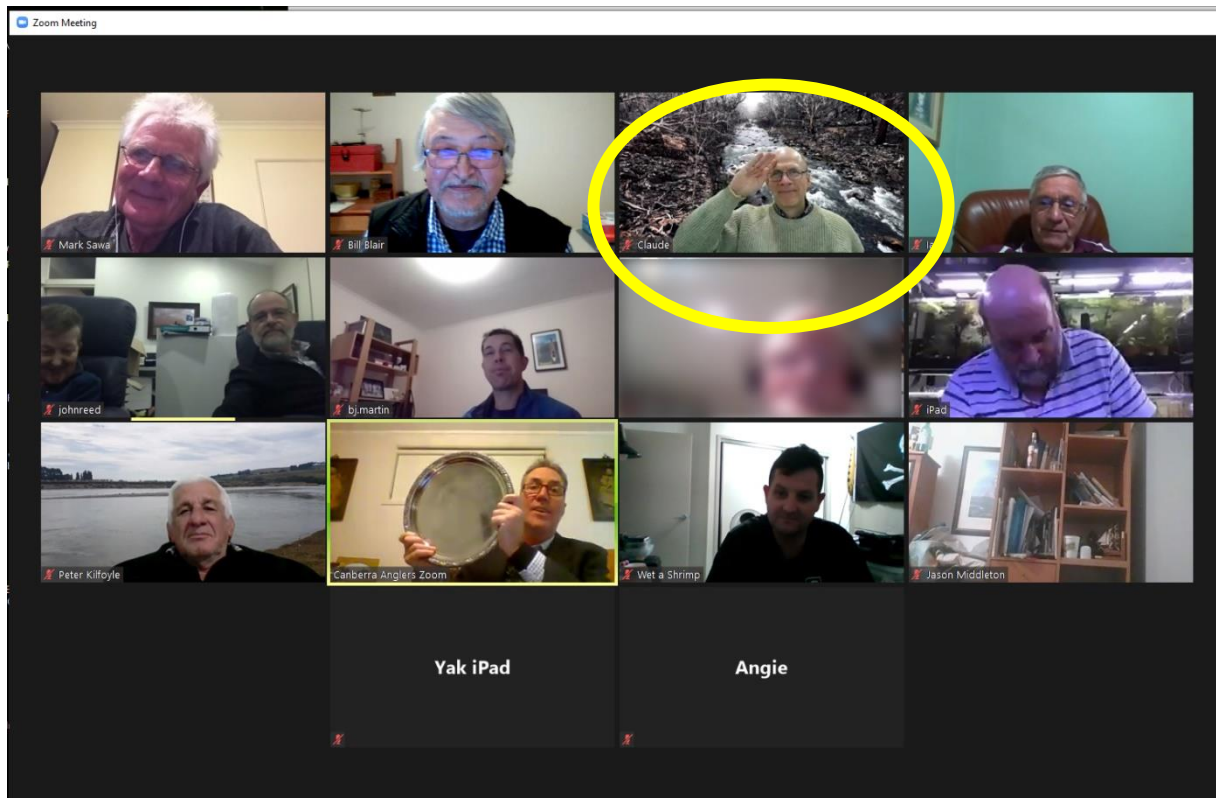 Zoom Meeting
Mark Sawa
Bill Blair
Claude
johnreed
bj.martin
iPad
Peter Kilfoyle
Canberra Anglers Zoom
Wet a Shrimp
Jason Middleton
Yak iPad
Angie